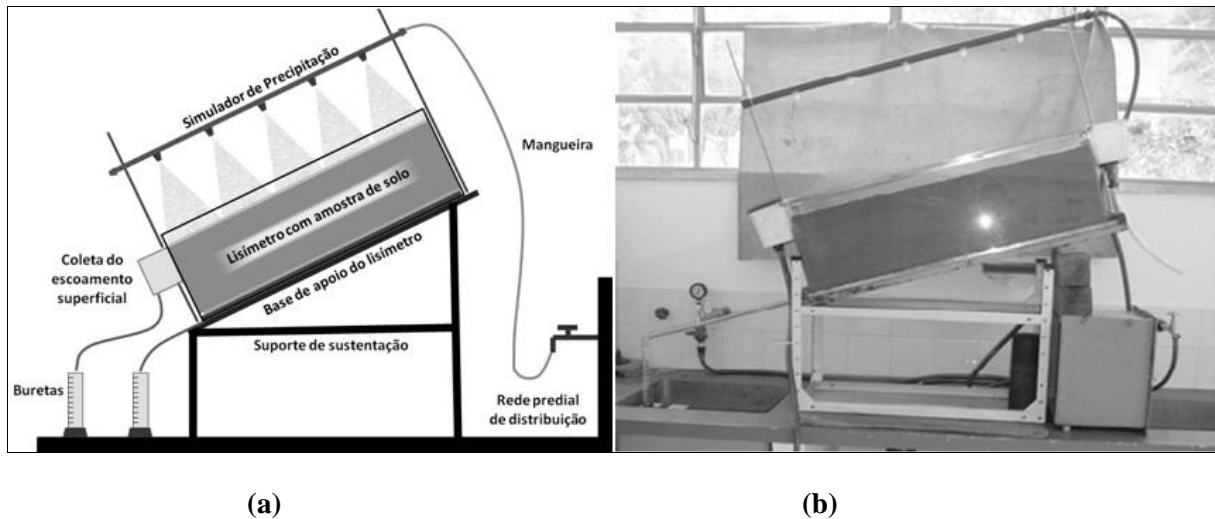 Simulador de Precipitação
Mangueira
Lisímetro com amostra de solo
Coleta do
escoamento
superficial
Base de apoio do lisímetro
Suporte de sustentação
Buretas
Rede predial
de distribuição
(a)
(b)